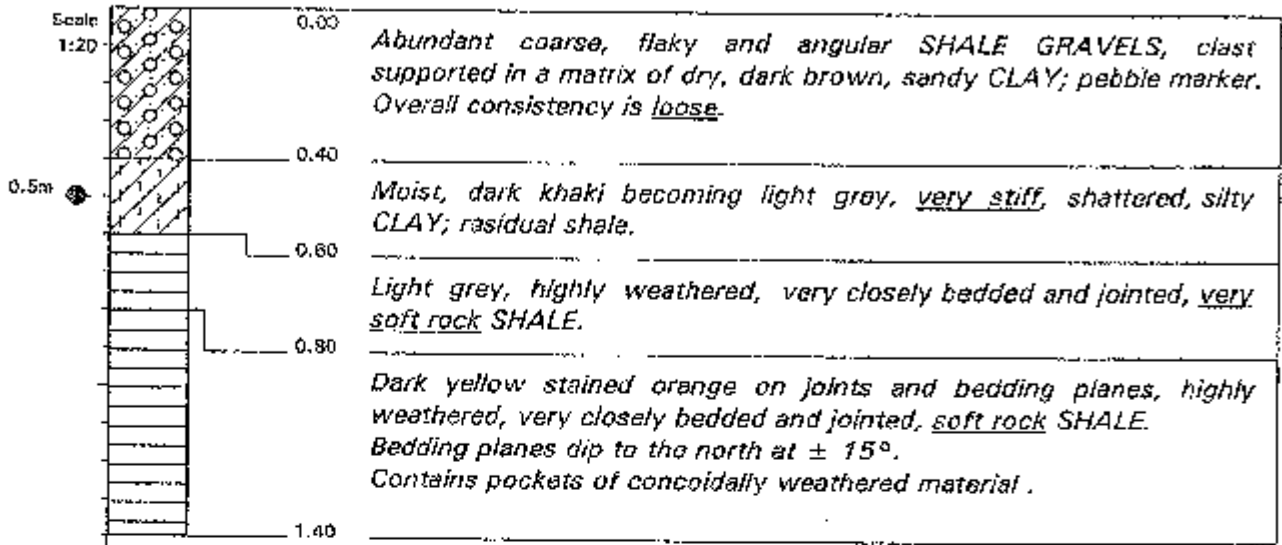 Scale
1:20
0.00
Abundant coarse, flaky and angular SHALE GRAVELS, clast
supported in a matrix of dry, dark brown, sandy CLAY; pebble marker.
Overall consistency is loose.
0.40
0.5m
Moist, dark khaki becoming light grey, very stiff, shattered, silty
CLAY; residual shale.
0.60
Light grey, highly weathered, very closely bedded and jointed, very
soft rock SHALE.
0.80
Dark yellow stained orange on joints and bedding planes, highly
weathered, very closely bedded and jointed, soft rock SHALE.
Bedding planes dip to the north at ± 15°.
Contains pockets of concoidally weathered material .
1.40